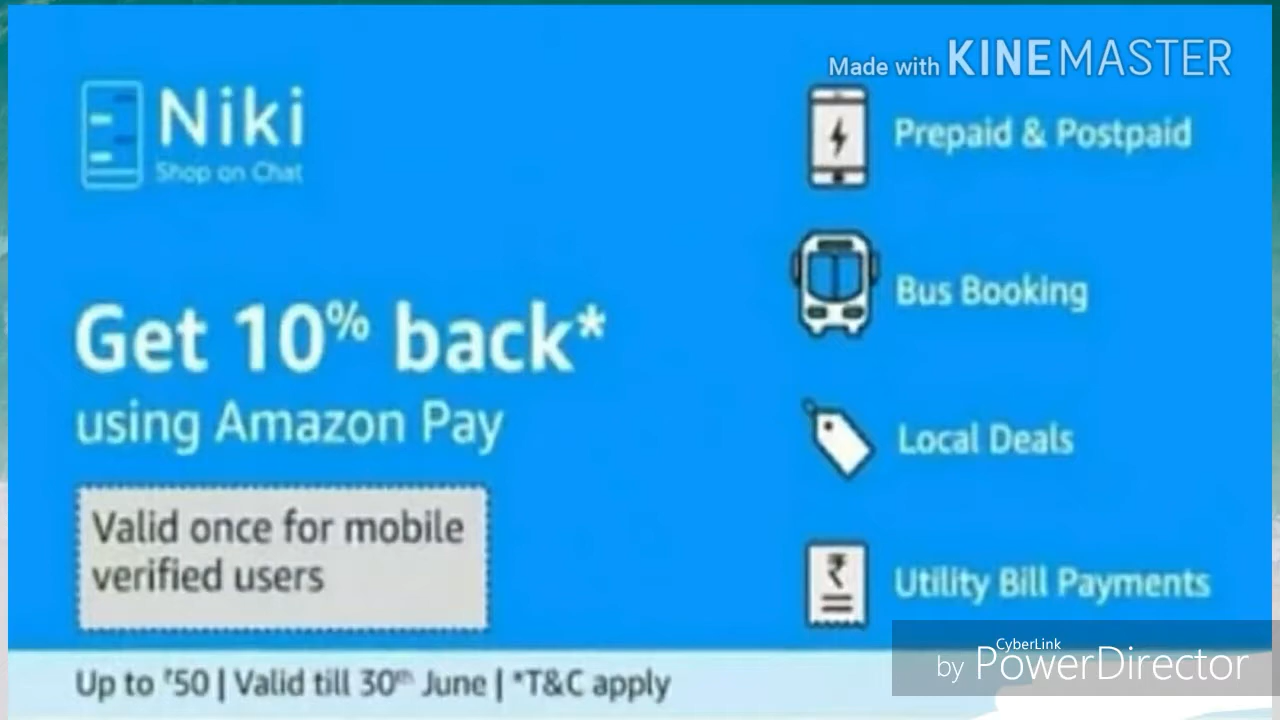 Made with KINEMASTER
Niki
Shop on Chat
Get 10% back*
using Amazon Pay
Valid once for mobile
verified users
Up to ₹50 | Valid till 30th June | *T&C apply
Prepaid & Postpaid
Bus Booking
Local Deals
₹
Utility Bill Payments
CyberLink
by PowerDirector